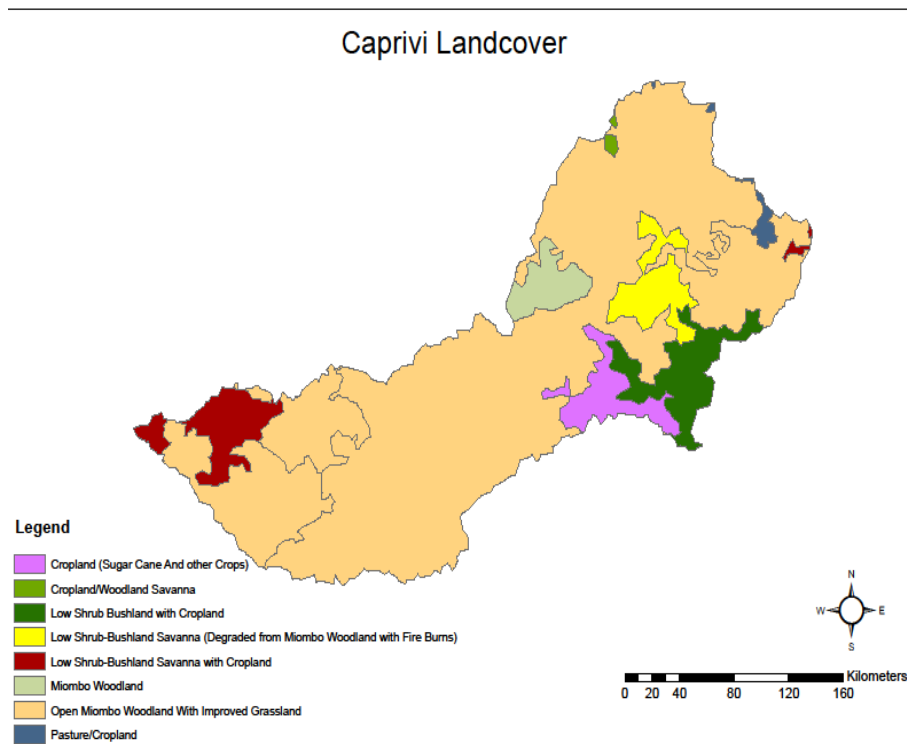 Caprivi Landcover
Legend
Cropland (Sugar Cane And other Crops)
Cropland/Woodland Savanna
Low Shrub Bushland with Cropland
Low Shrub-Bushland Savanna (Degraded from Miombo Woodland with Fire Burns)
Low Shrub-Bushland Savanna with Cropland
Miombo Woodland
Open Miombo Woodland With Improved Grassland
Pasture/Cropland
N
W E
S
Kilometers
0 20 40 80 120 160